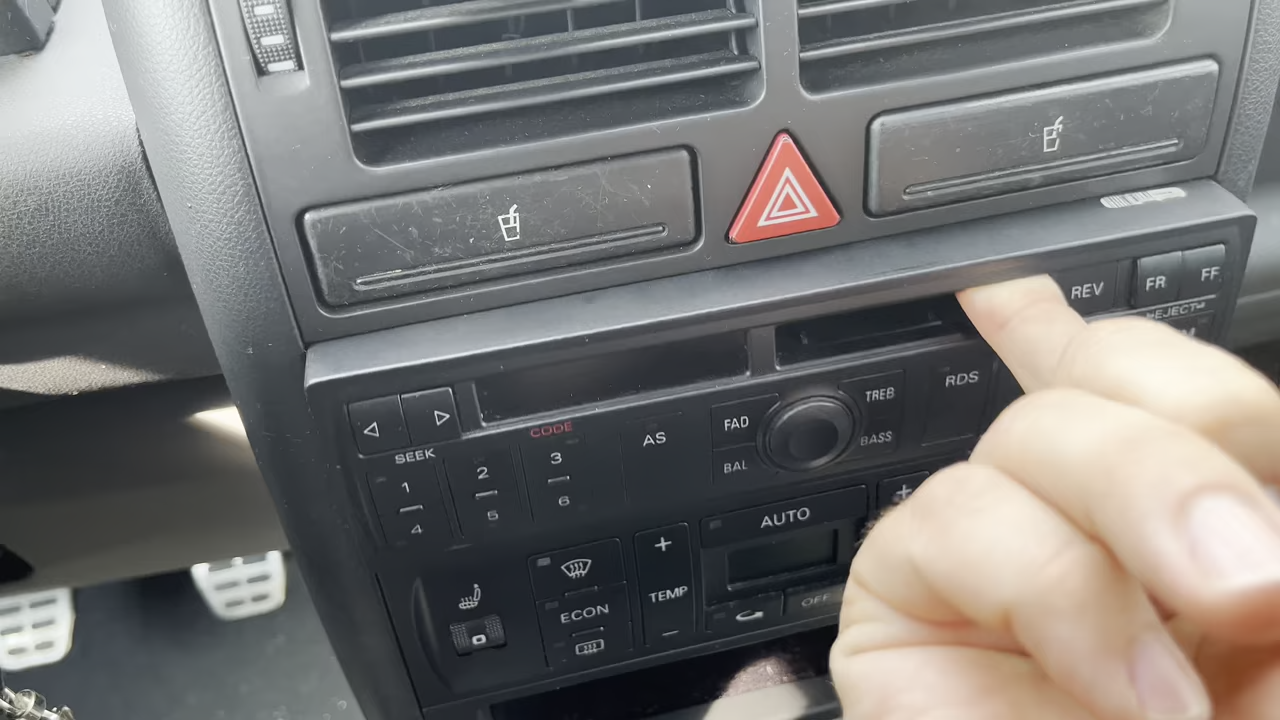 REV
FR
FF
EJECT
CODE
SEEK
1
4
2
5
3
6
AS
FAD
BAL
TREB
BASS
RDS
AUTO
+
TEMP
−
+
ECON
OFF